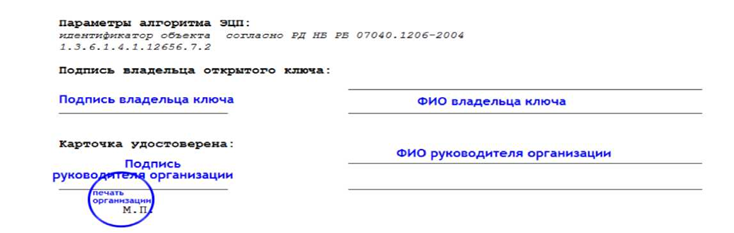 Параметры алгоритма ЭЦП:
идентификатор объекта согласно РД НБ РБ 07040.1206-2004
1.3.6.1.4.1.12656.7.2
Подпись владельца открытого ключа:
Подпись владельца ключа
ФИО владельца ключа
Карточка удостоверена:
ФИО руководителя организации
Подпись
руководителя организации
печать
организации
М.П.